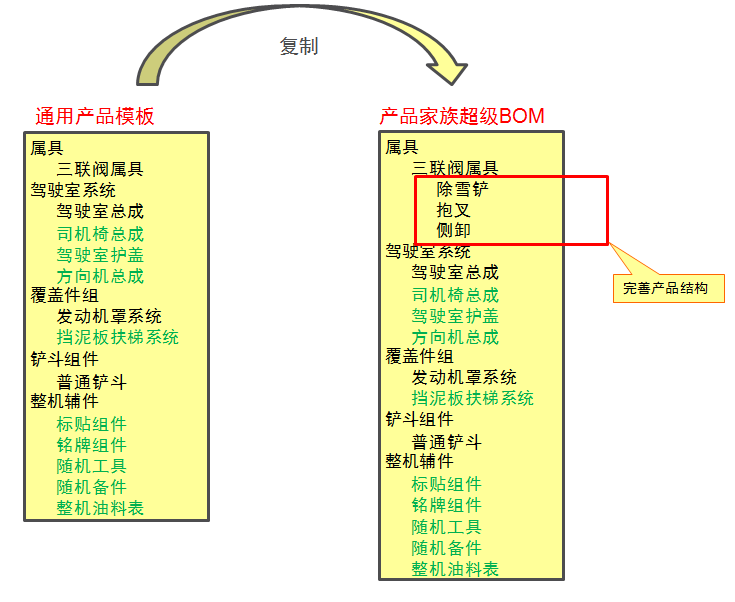 复制
通用产品模板
属具
三联阀属具
驾驶室系统
驾驶室总成
司机椅总成
驾驶室护盖
方向机总成
覆盖件组
发动机罩系统
挡泥板扶梯系统
铲斗组件
普通铲斗
整机辅件
标贴组件
铭牌组件
随机工具
随机备件
整机油料表
产品家族超级BOM
属具
三联阀属具
除雪铲
抱叉
侧卸
驾驶室系统
驾驶室总成
司机椅总成
驾驶室护盖
方向机总成
覆盖件组
发动机罩系统
挡泥板扶梯系统
铲斗组件
普通铲斗
整机辅件
标贴组件
铭牌组件
随机工具
随机备件
整机油料表
完善产品结构